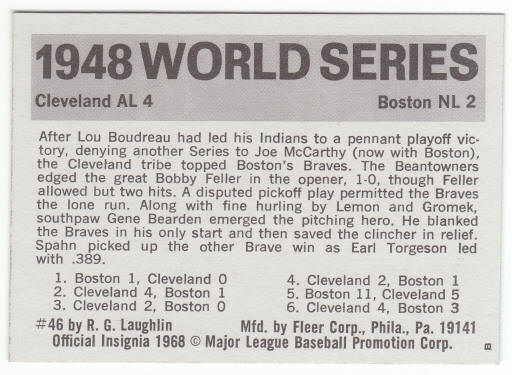 1948 WORLD SERIES
Cleveland AL 4 Boston NL 2
After Lou Boudreau had led his Indians to a pennant playoff vic-
tory, denying another Series to Joe McCarthy (now with Boston),
the Cleveland tribe topped Boston's Braves. The Beantowners
edged the great Bobby Feller in the opener, 1-0, though Feller
allowed but two hits. A disputed pickoff play permitted the Braves
the lone run. Along with fine hurling by Lemon and Gromek,
southpaw Gene Bearden emerged the pitching hero. He blanked
the Braves in his only start and then saved the clincher in relief.
Spahn picked up the other Brave win as Earl Torgeson led
with .389.
1. Boston 1, Cleveland 0 4. Cleveland 2, Boston 1
2. Cleveland 4, Boston 1 5. Boston 11, Cleveland 5
3. Cleveland 2, Boston 0 6. Cleveland 4, Boston 3
#46 by R. G. Laughlin Mfd. by Fleer Corp., Phila., Pa. 19141
Official Insignia 1968 © Major League Baseball Promotion Corp. B